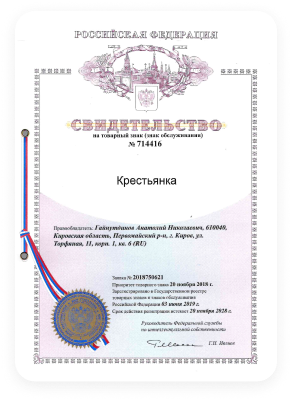 РОССИЙСКАЯ ФЕДЕРАЦИЯ
СВИДЕТЕЛЬСТВО
на товарный знак (знак обслуживания)
№ 714416
Крестьянка
Правообладатель: Гайнутдинов Анатолий Николаевич, 610040,
Кировская область, Первомайский р-н, г. Киров, ул.
Торфяная, 11, корп. 1, кв. 6 (RU)
Заявка № 2018750621
Приоритет товарного знака 20 ноября 2018 г.
Зарегистрировано в Государственном реестре
товарных знаков и знаков обслуживания
Российской Федерации 03 июня 2019 г.
Срок действия регистрации истекает 20 ноября 2028 г.
Руководитель Федеральной службы
по интеллектуальной собственности
Г.П. Ивлиев